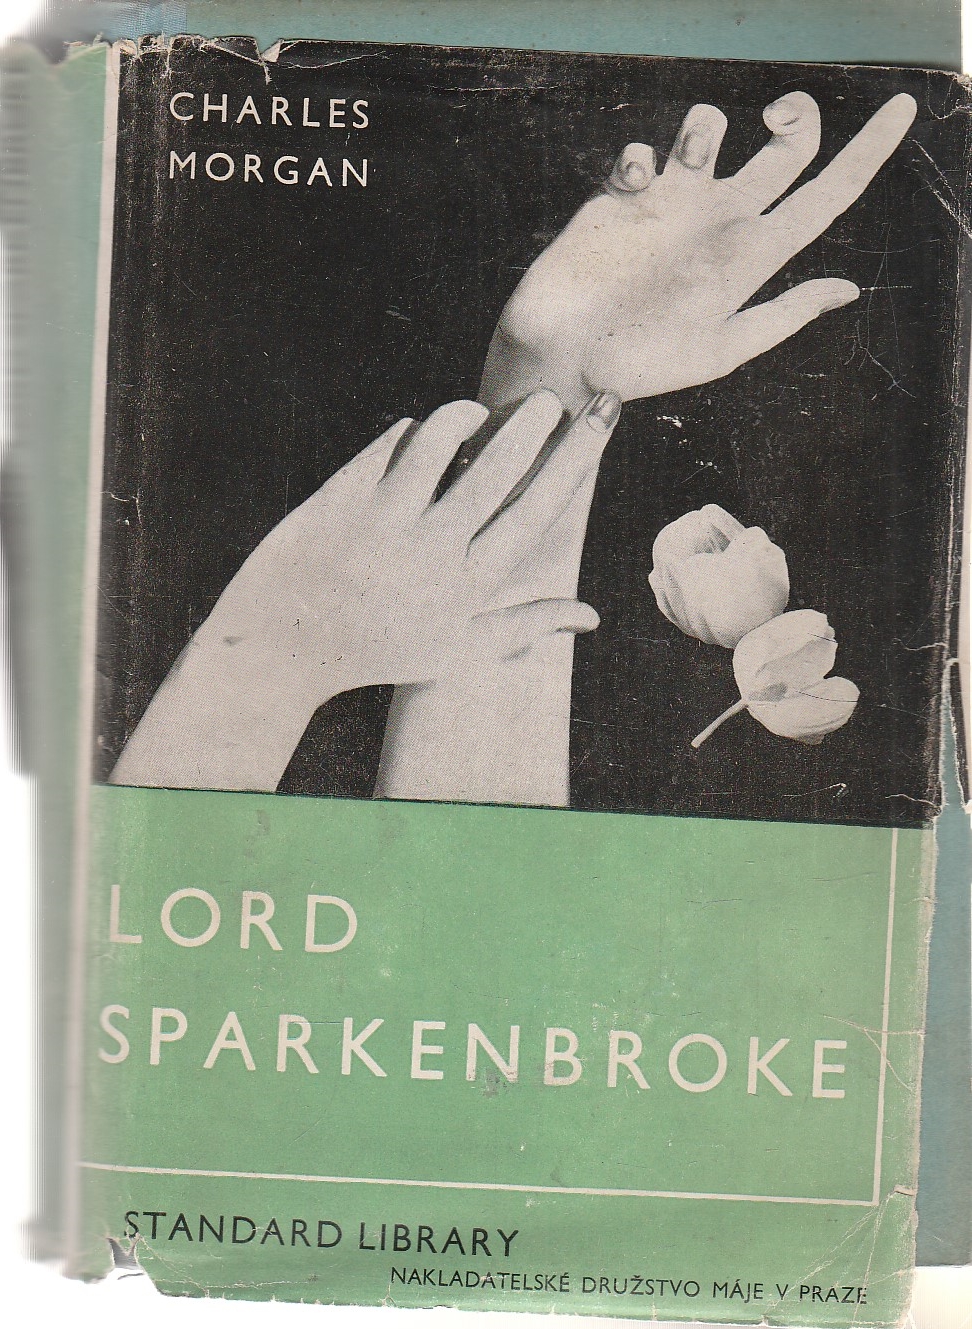 CHARLES
MORGAN
LORD
SPARKENBROKE
STANDARD LIBRARY
NAKLADATELSKÉ DRUŽSTVO MÁJE V PRAZE